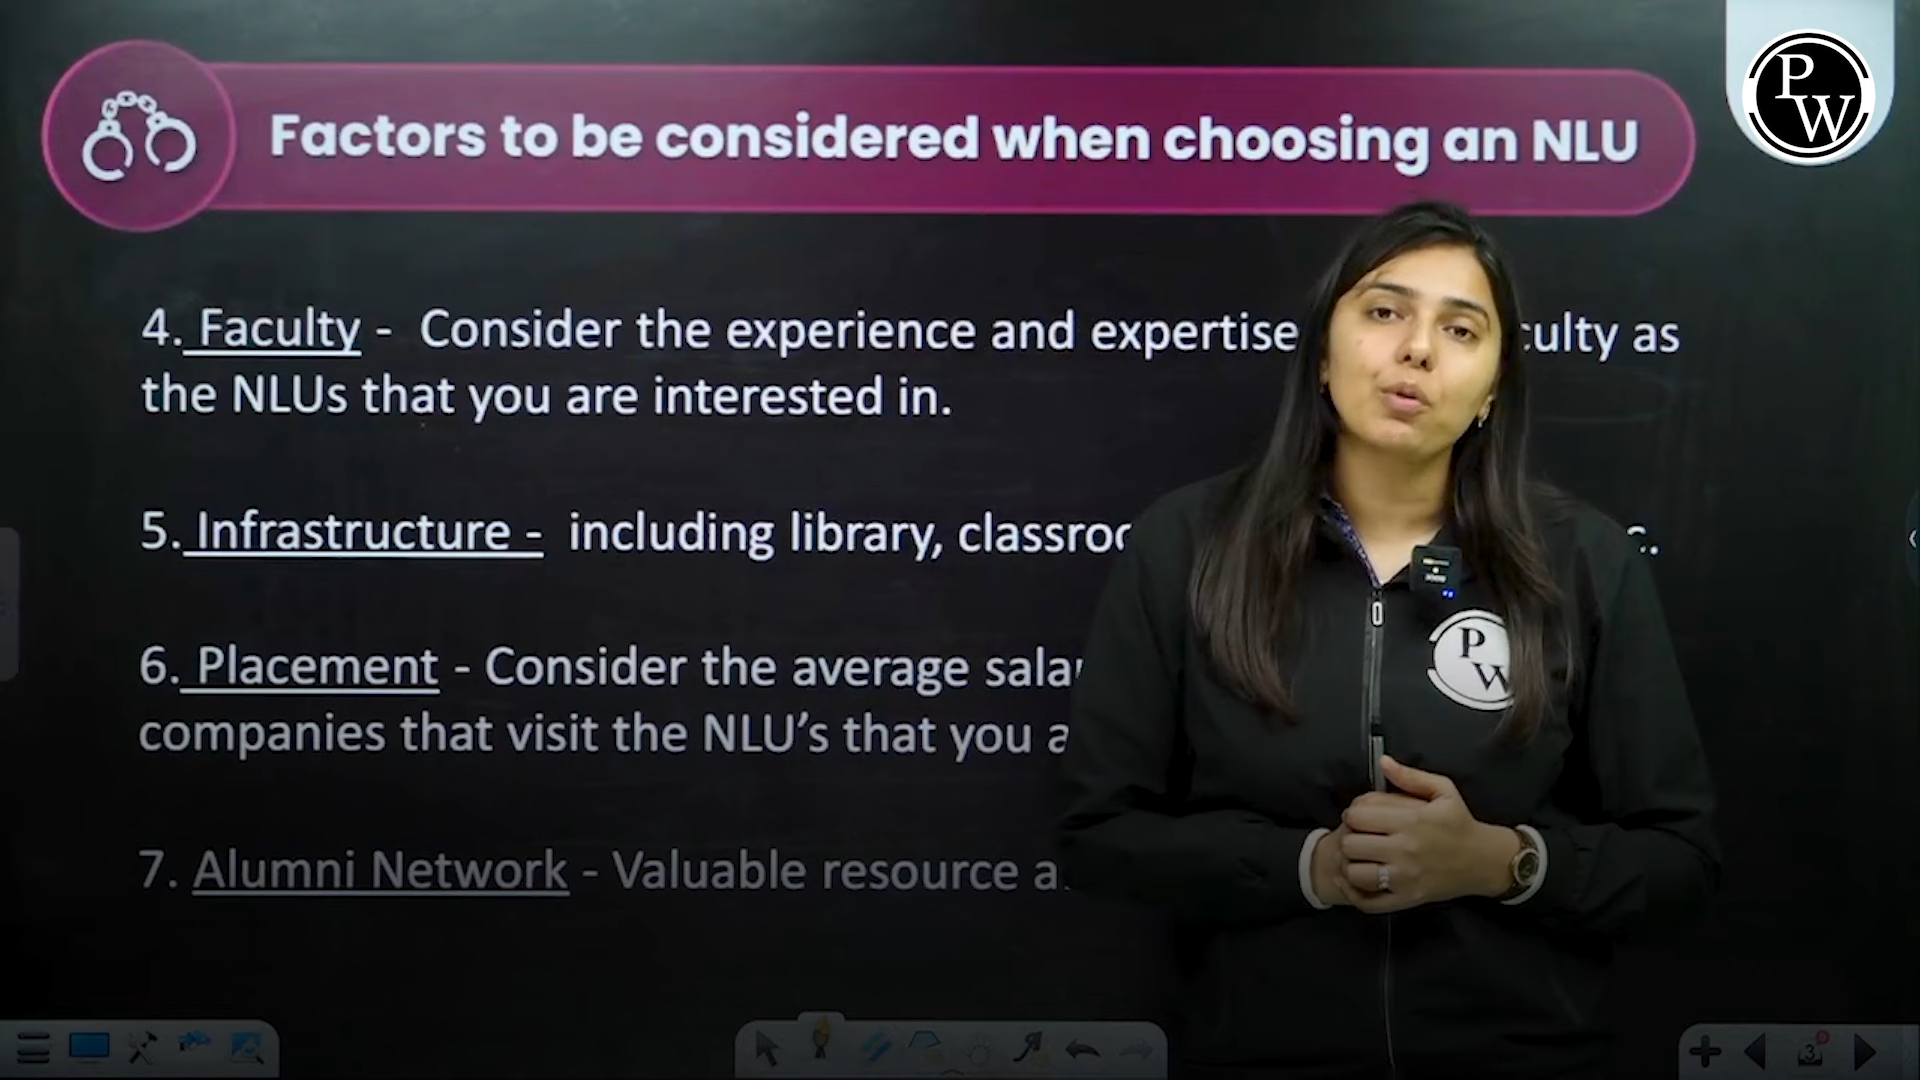 P
W
Factors to be considered when choosing an NLU
4. Faculty - Consider the experience and expertise culty as
the NLUs that you are interested in.
5. Infrastructure - including library, c.
6. Placement - Consider the average
companies that visit the NLU’s that you
7. Alumni Network - Valuable resource
P
W
3